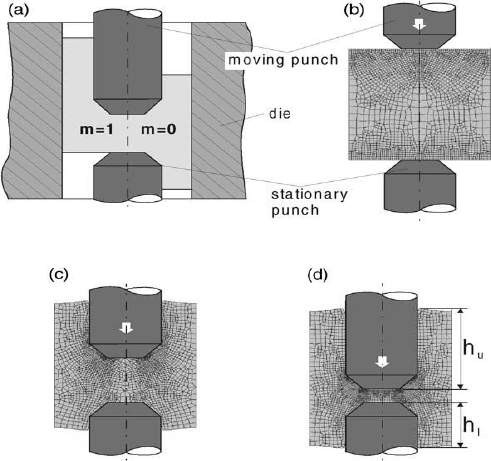 (a)
(b)
moving punch
m=1 m=0
die
stationary
punch
(c)
(d)
hu
hl